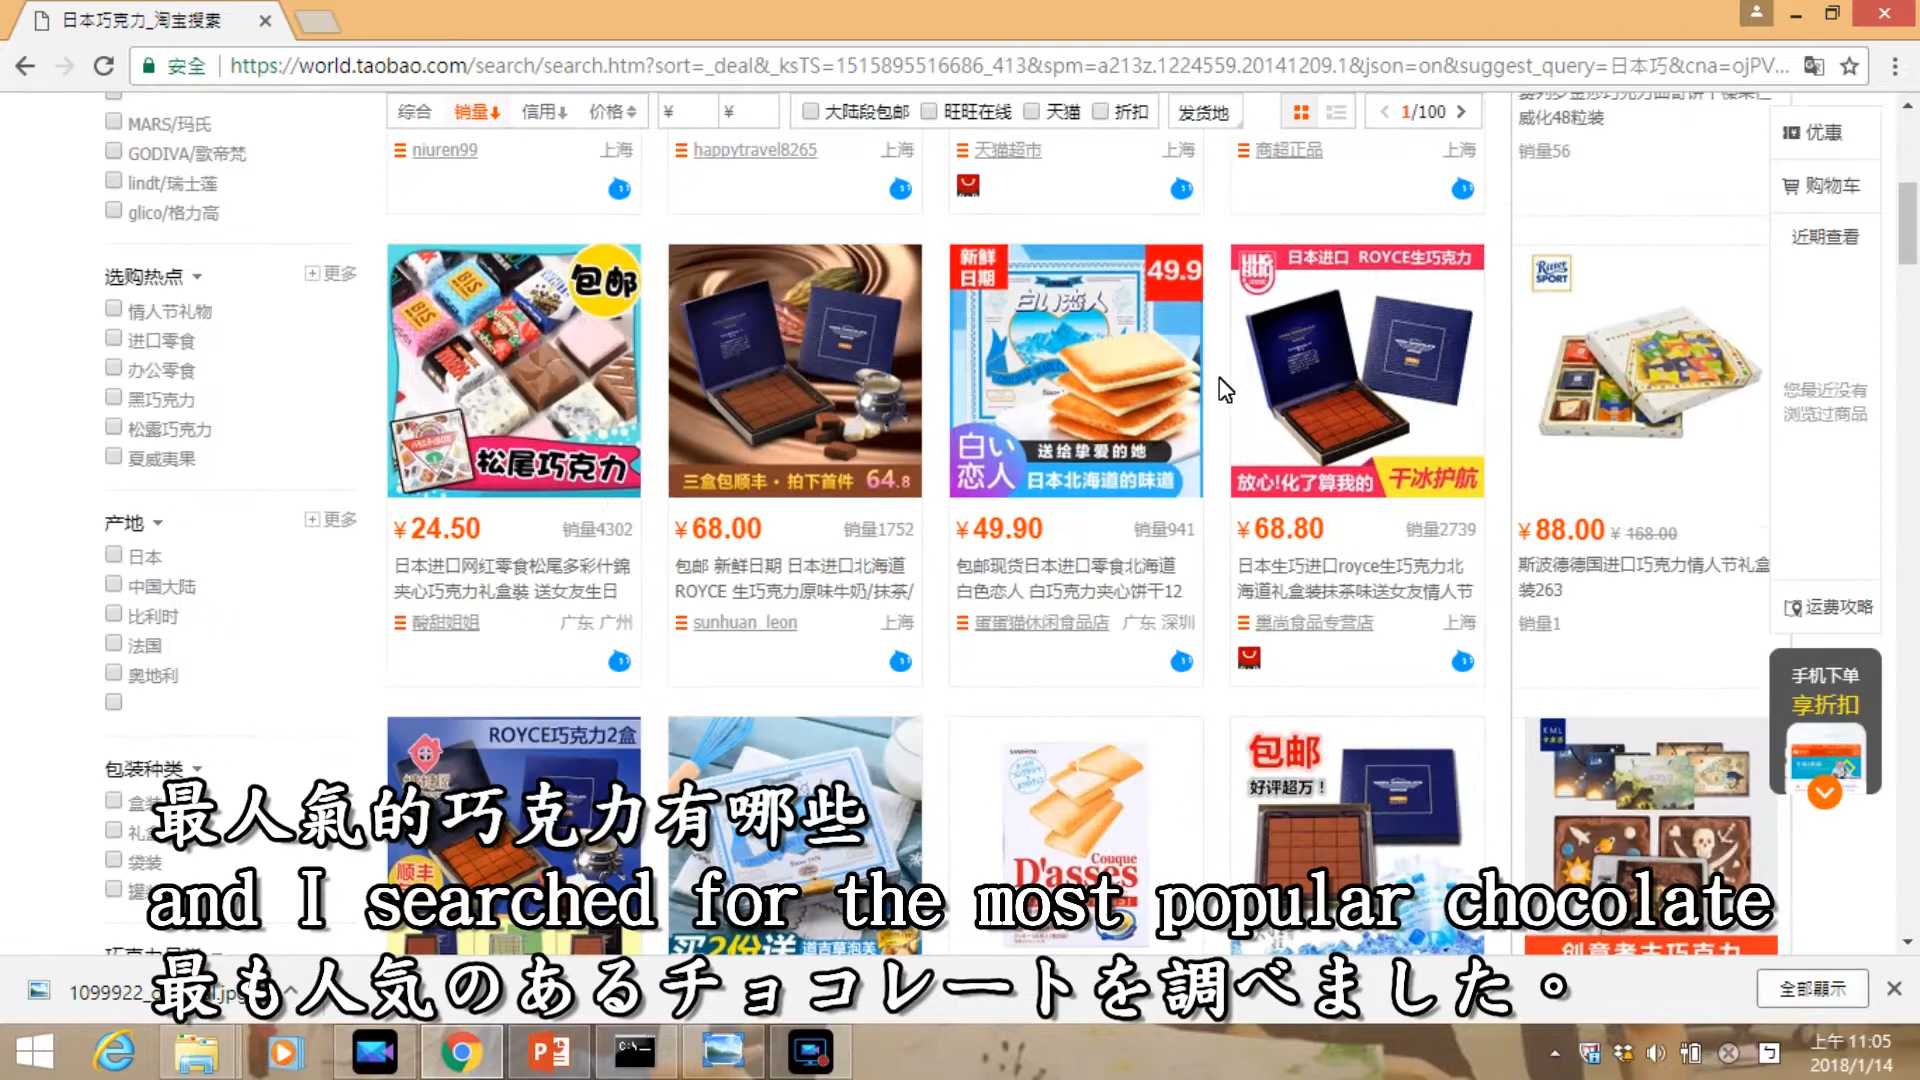 日本巧克力_淘宝搜索
安全
https://world.taobao.com/search/search.htm?sort=_deal&_ksTS=1515895516686_413&spm=a213z.1224559.20141209.1&json=on&suggest_query=日本巧&cna=ojPV...
综合 销量 信用 价格 ¥ ¥ 大陆段包邮 旺旺在线 天猫 折扣 发货地 1/100
MARS/玛氏
GODIVA/歌帝梵
lindt/瑞士莲
glico/格力高
niuren99 上海
happytravel8265 上海
天猫超市 上海
商超正品 上海
威化48粒装
销量56
优惠
购物车
近期查看
您最近没有
浏览过商品
运费攻略
手机下单
享折扣
选购热点 更多
情人节礼物
进口零食
办公零食
黑巧克力
松露巧克力
夏威夷果
产地 更多
日本
中国大陆
比利时
法国
奥地利
包装种类
袋装
包邮
松尾巧克力
¥24.50 销量4302
日本进口网红零食松尾多彩什錦
夹心巧克力礼盒裝 送女友生日
酸甜姐姐 广东 广州
三盒包顺丰·拍下首件 64.8
¥68.00 销量1752
包邮 新鲜日期 日本进口北海道
ROYCE 生巧克力原味牛奶/抹茶/
sunhuan_leon 上海
新鲜
日期
49.9
白い
恋人
送给挚爱的她
日本北海道的味道
¥49.90 销量941
包邮现货日本进口零食北海道
白色恋人 白巧克力夹心饼干12
蛋蛋猫休闲食品店 广东 深圳
日本进口 ROYCE生巧克力
放心!化了算我的
干冰护航
¥68.80 销量2739
日本生巧进口royce生巧克力北
海道礼盒装抹茶味送女友情人节
巢尚食品专营店 上海
Ritter
SPORT
¥88.00 ¥168.00
斯波德德国进口巧克力情人节礼盒
装263
销量1
ROYCE巧克力2盒
顺丰
买2份送
Couque
D'asses
包邮
好评超万!
KML
创意考古巧克力
最人氣的巧克力有哪些
and I searched for the most popular chocolate
最も人気のあるチョコレートを調べました。
全部顯示
上午 11:05
2018/1/14